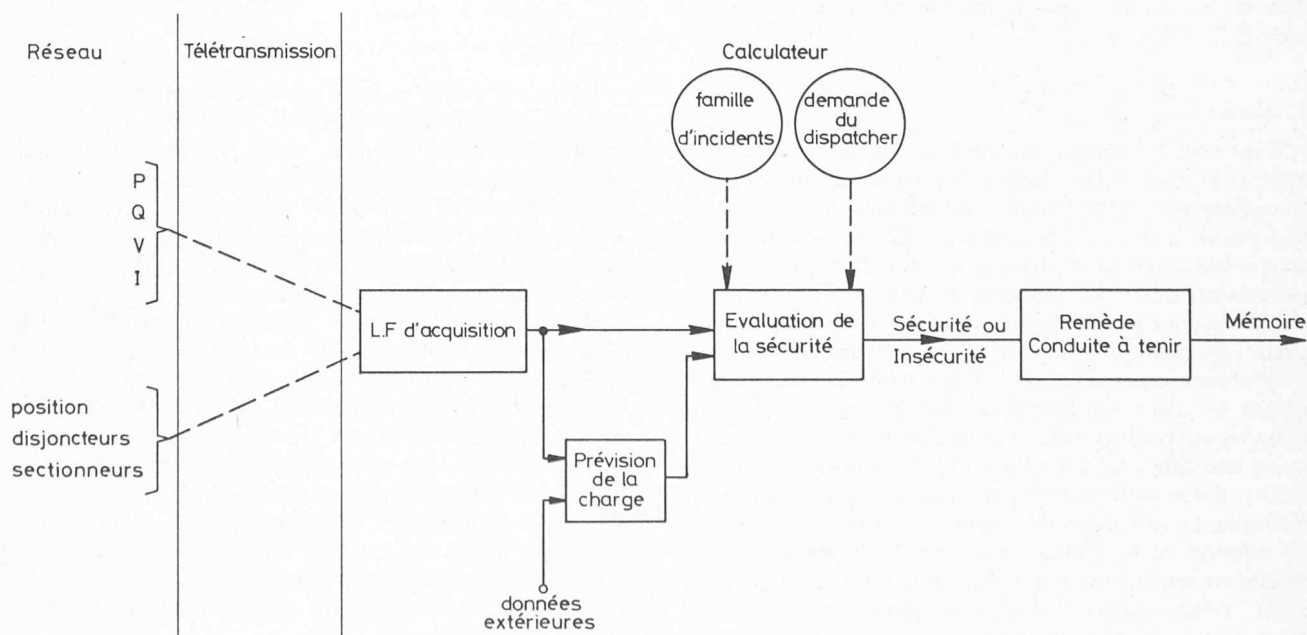 Réseau
Télétransmission
Calculateur
famille
d'incidents
demande
du
dispatcher
P
Q
V
I
position
disjoncteurs
sectionneurs
L.F d'acquisition
Evaluation de
la sécurité
Sécurité ou
Insécurité
Remède
Conduite à tenir
Mémoire
Prévision
de la
charge
données
extérieures